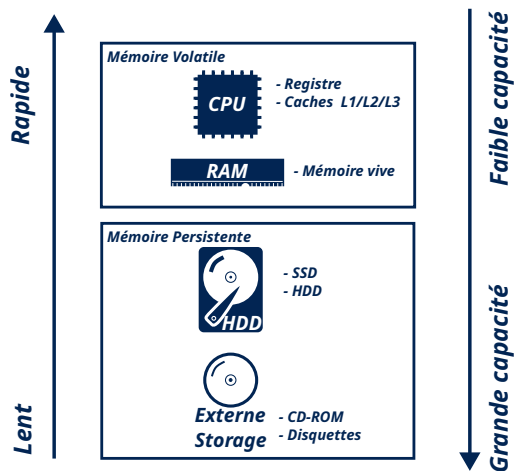 Rapide
Lent
Mémoire Volatile
CPU
- Registre
- Caches L1/L2/L3
RAM
- Mémoire vive
Mémoire Persistente
HDD
- SSD
- HDD
Externe
Storage
- CD-ROM
- Disquettes
Faible capacité
Grande capacité